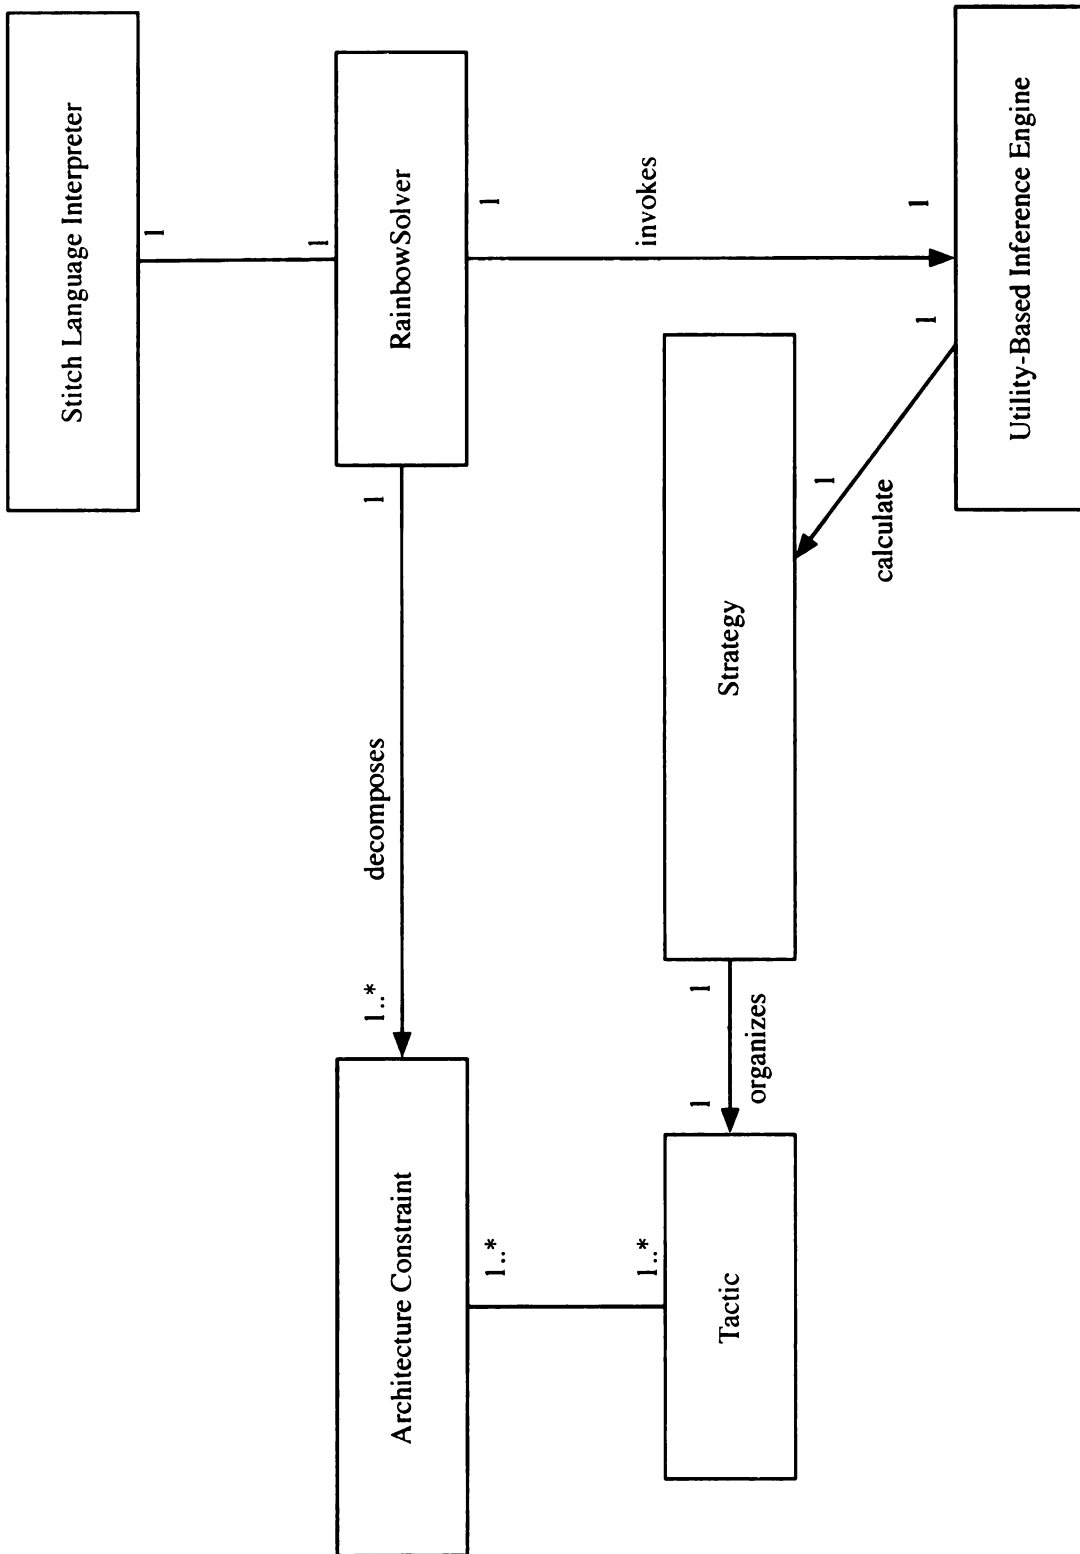 Stitch Language Interpreter
1
1
1..*
decomposes
1
Architecture Constraint
RainbowSolver
1..*
1
1..*
invokes
1
1
Tactic
Strategy
organizes
1
calculate
1
1
Utility-Based Inference Engine